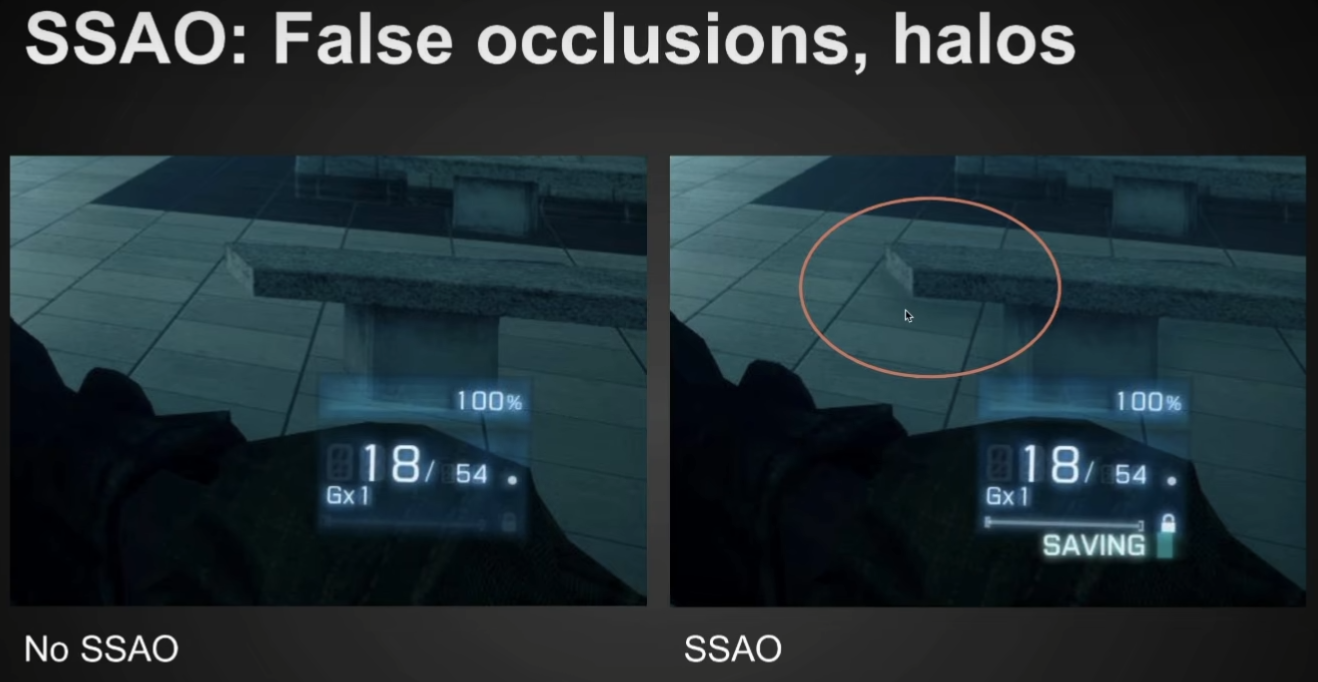 SSAO: False occlusions, halos
100%
18/ 54
Gx1
100%
18/ 54
Gx1
SAVING
No SSAO
SSAO